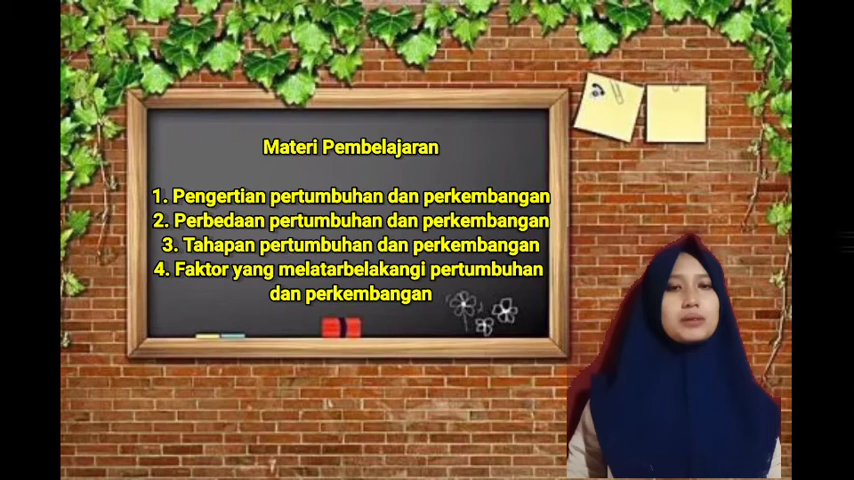 Materi Pembelajaran
1. Pengertian pertumbuhan dan perkembangan
2. Perbedaan pertumbuhan dan perkembangan
3. Tahapan pertumbuhan dan perkembangan
4. Faktor yang melatarbelakangi pertumbuhan
dan perkembangan